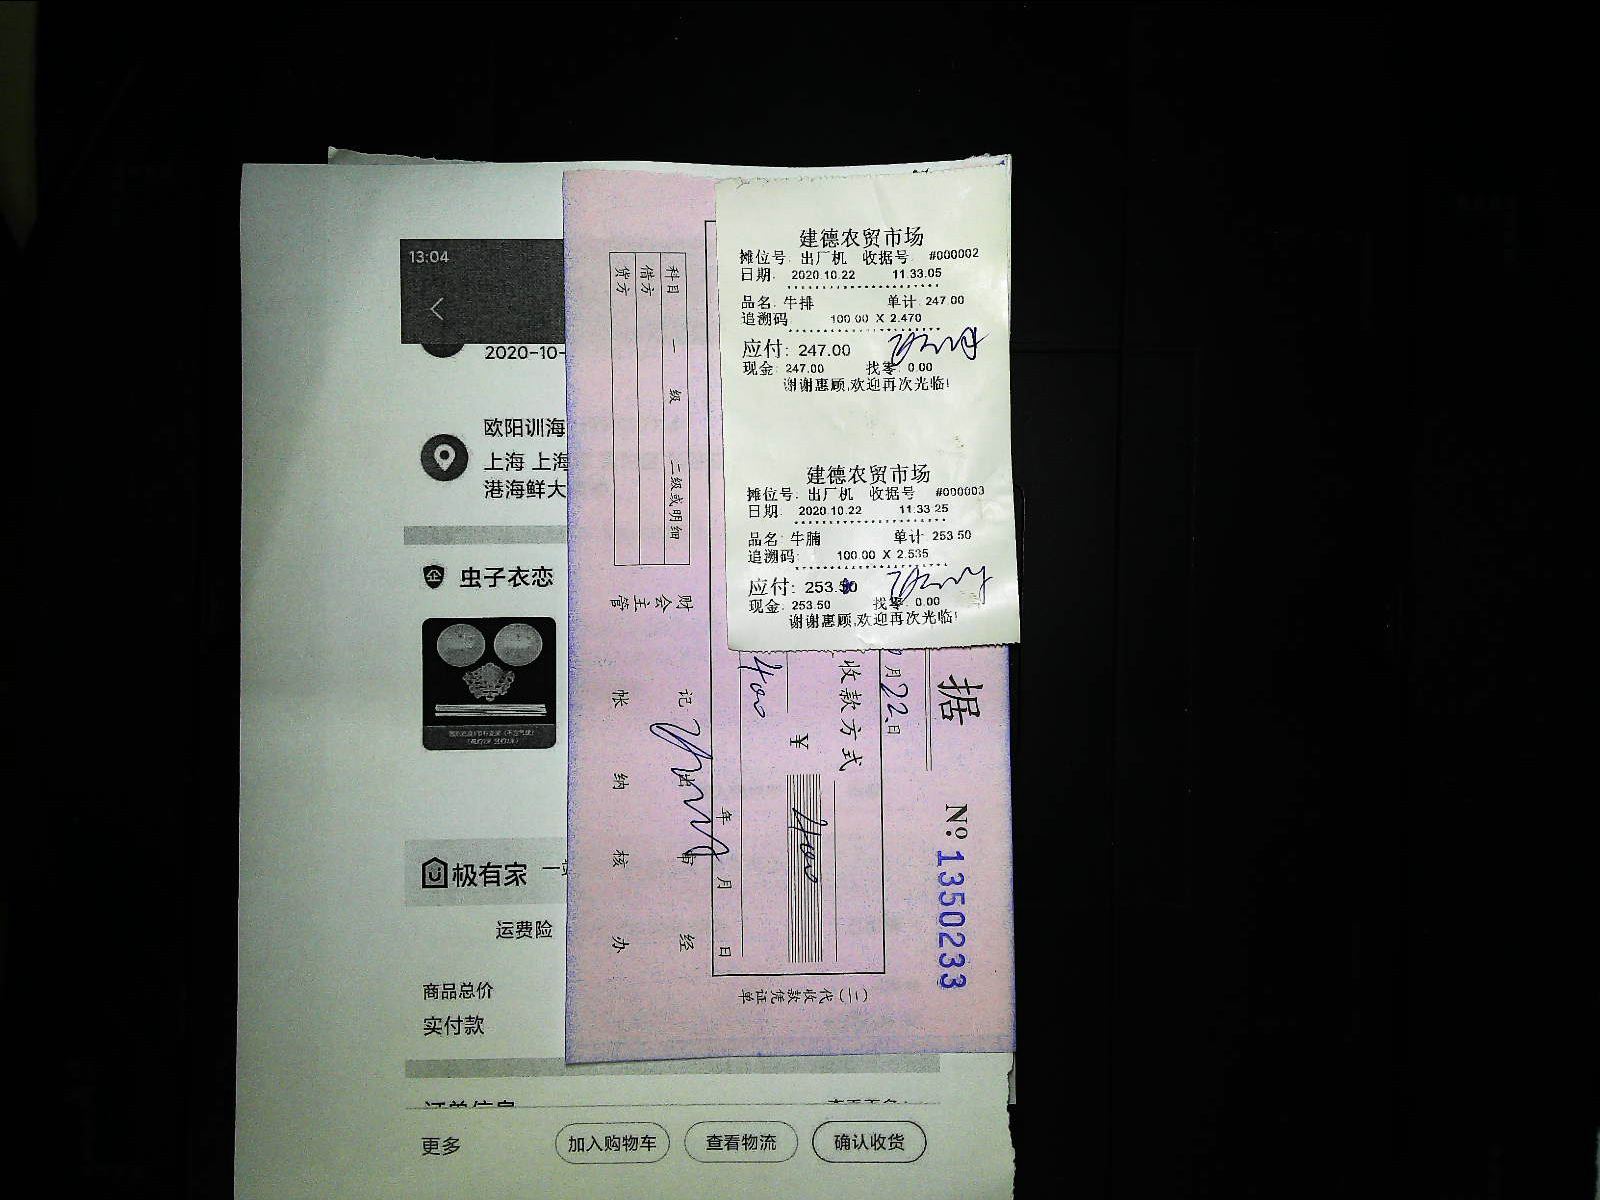 建德农贸市场
摊位号. 出厂机 收据号 #000002
日期. 2020.10.22 11.33.05
品名. 牛排 单计 247.00
追溯码 100.00 X 2.470
应付: 247.00
现金: 247.00 找零: 0.00
谢谢惠顾,欢迎再次光临!
建德农贸市场
摊位号. 出厂机 收据号 #000003
日期. 2020.10.22 11.33.25
品名: 牛腩 单计 253.50
追溯码: 100.00 X 2.535
应付: 253.50
现金: 253.50 找零: 0.00
谢谢惠顾,欢迎再次光临!
据
№ 1350233
月22日
收款方式
¥ 400
400
年 月 日
(二)代收款凭证单
科目 一级 二级或明细
借方
货方
财会主管
记帐
出纳
审核
经办
13:04
2020-10-
欧阳训海
上海 上海
港海鲜大
虫子衣恋
极有家
运费险
商品总价
实付款
订单信息
更多
加入购物车
查看物流
确认收货